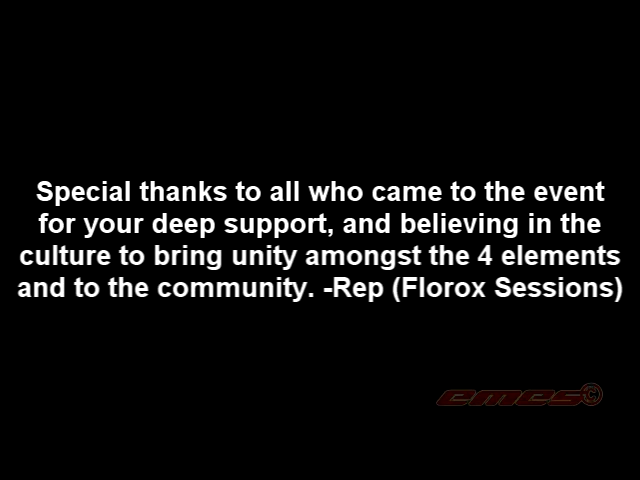 Special thanks to all who came to the event
for your deep support, and believing in the
culture to bring unity amongst the 4 elements
and to the community. -Rep (Florox Sessions)
emes©